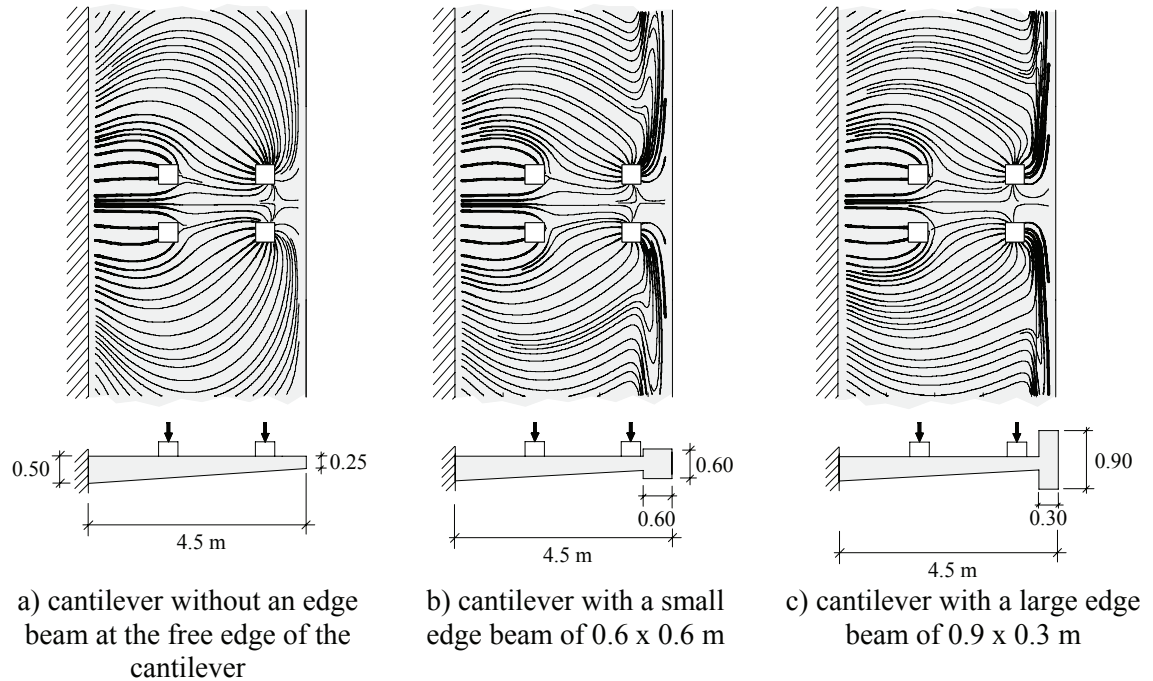 0.50
0.25
4.5 m
0.60
0.60
4.5 m
0.90
0.30
4.5 m
a) cantilever without an edge
beam at the free edge of the
cantilever
b) cantilever with a small
edge beam of 0.6 x 0.6 m
c) cantilever with a large edge
beam of 0.9 x 0.3 m